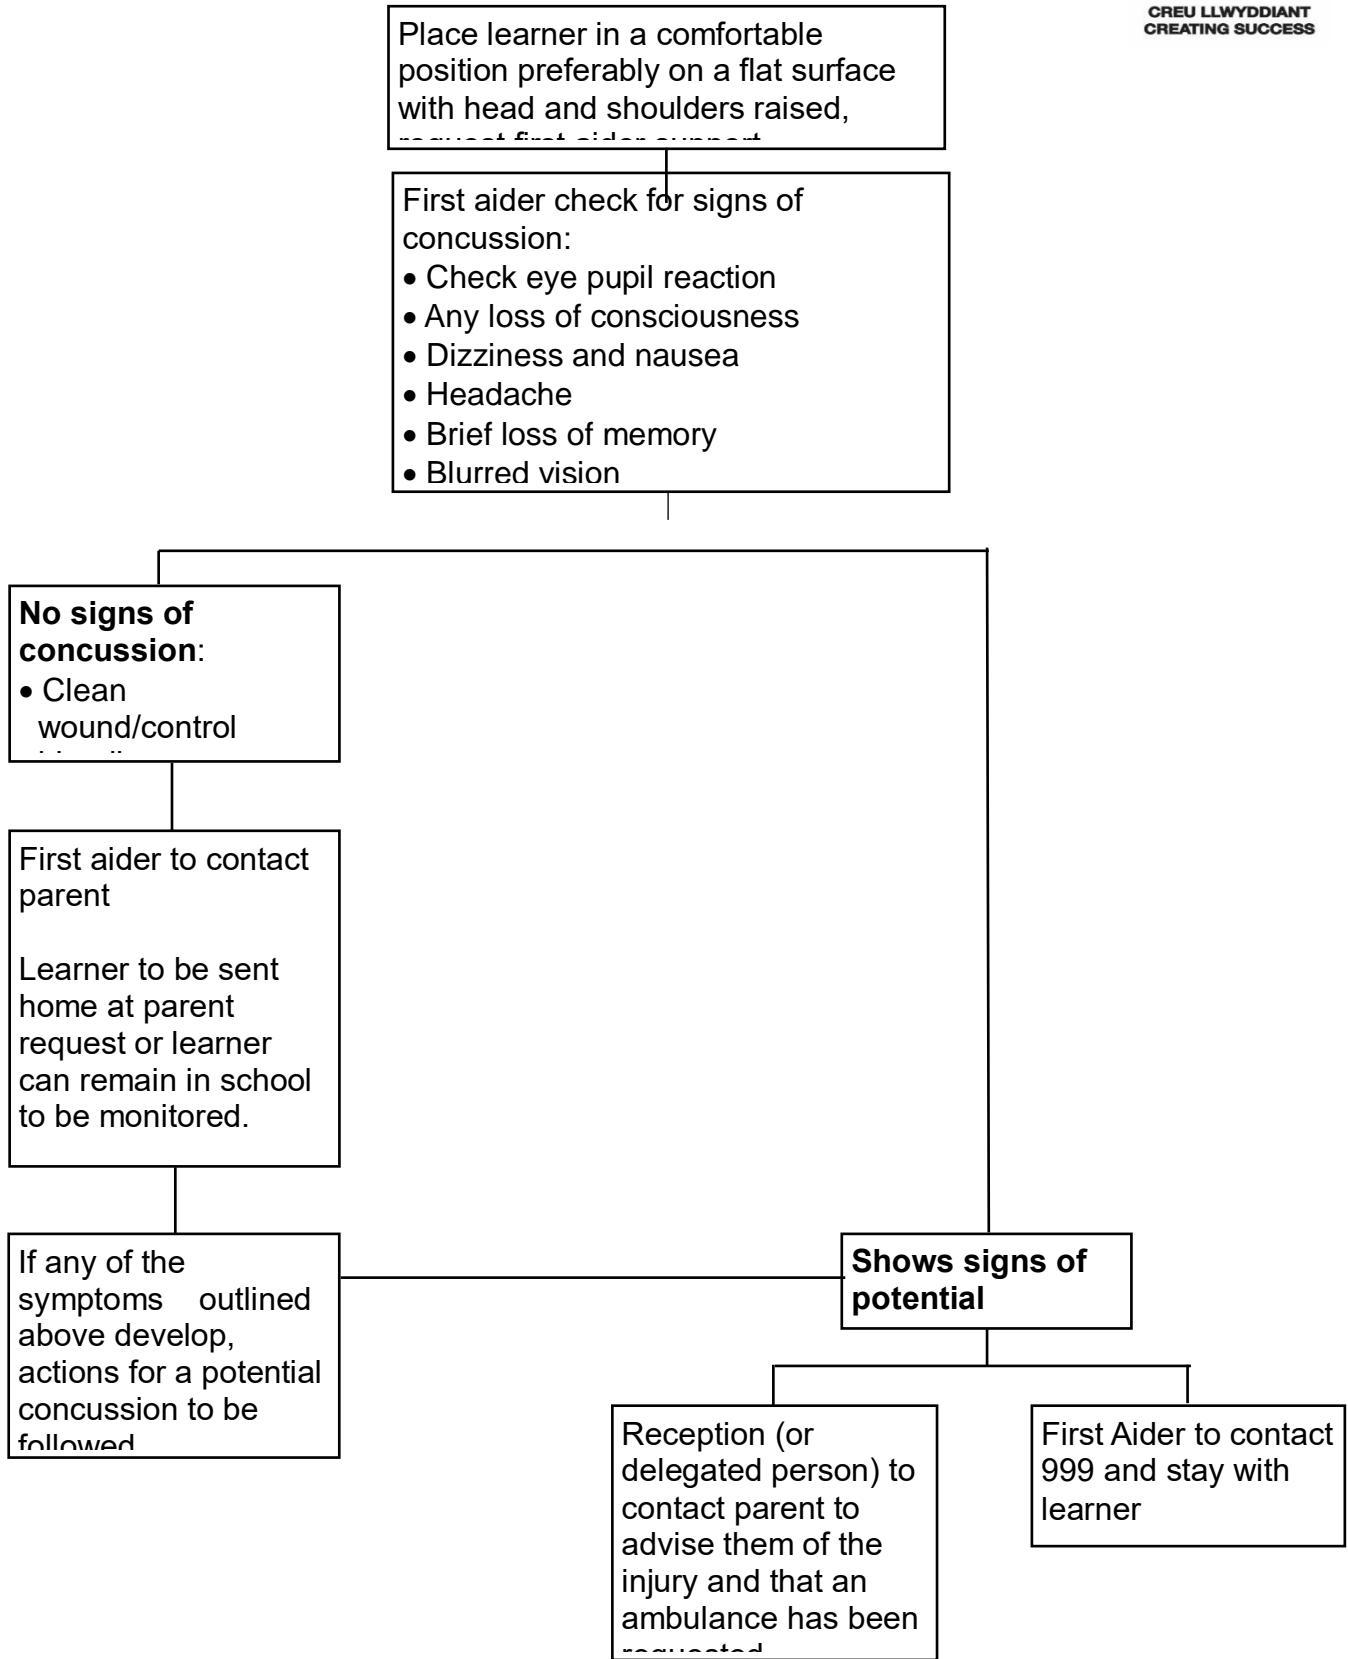 CREU LLWYDDIANT
CREATING SUCCESS
Place learner in a comfortable
position preferably on a flat surface
with head and shoulders raised,
request first aider support
First aider check for signs of
concussion:
• Check eye pupil reaction
• Any loss of consciousness
• Dizziness and nausea
• Headache
• Brief loss of memory
• Blurred vision
No signs of
concussion:
• Clean
wound/control
First aider to contact
parent
Learner to be sent
home at parent
request or learner
can remain in school
to be monitored.
If any of the
symptoms outlined
above develop,
actions for a potential
concussion to be
followed
Shows signs of
potential
Reception (or
delegated person) to
contact parent to
advise them of the
injury and that an
ambulance has been
requested
First Aider to contact
999 and stay with
learner